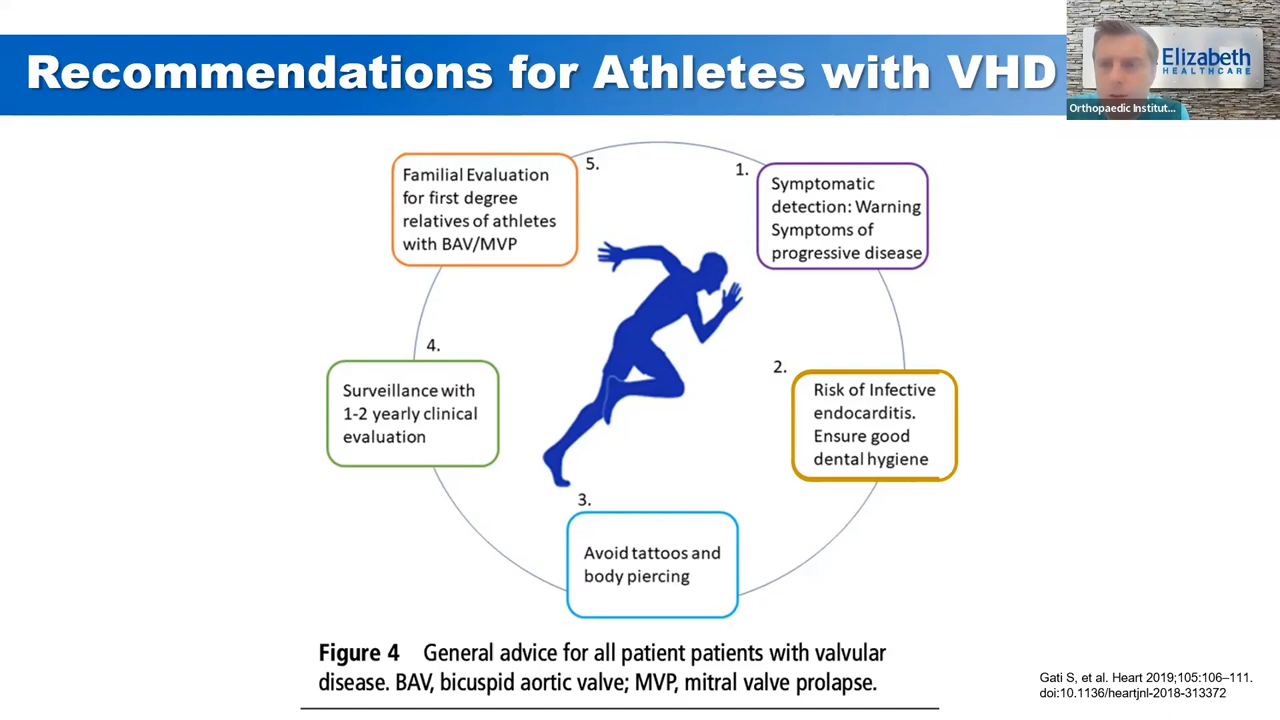 Recommendations for Athletes with VHD
Elizabeth
HEALTHCARE
Orthopaedic Institut...
1.
Symptomatic
detection: Warning
Symptoms of
progressive disease
2.
Risk of Infective
endocarditis.
Ensure good
dental hygiene
3.
Avoid tattoos and
body piercing
4.
Surveillance with
1-2 yearly clinical
evaluation
5.
Familial Evaluation
for first degree
relatives of athletes
with BAV/MVP
Figure 4 General advice for all patient patients with valvular
disease. BAV, bicuspid aortic valve; MVP, mitral valve prolapse.
Gati S, et al. Heart 2019;105:106–111.
doi:10.1136/heartjnl-2018-313372